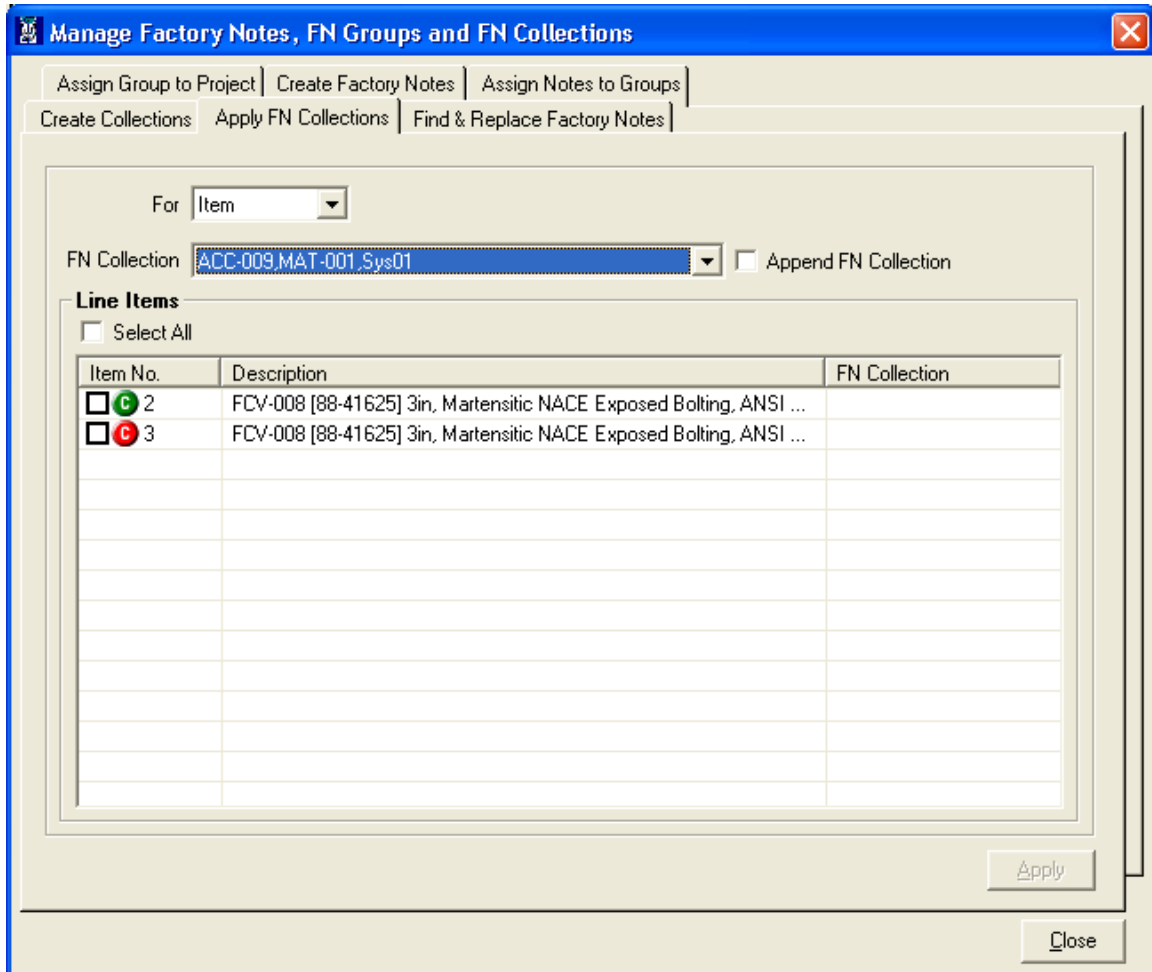 Manage Factory Notes, FN Groups and FN Collections
Assign Group to Project Create Factory Notes Assign Notes to Groups
Create Collections Apply FN Collections Find & Replace Factory Notes
For Item
FN Collection ACC-009,MAT-001,Sys01 Append FN Collection
Line Items
Select All
Item No. Description FN Collection
C 2 FCV-008 [88-41625] 3in, Martensitic NACE Exposed Bolting, ANSI ...
C 3 FCV-008 [88-41625] 3in, Martensitic NACE Exposed Bolting, ANSI ...
Apply
Close